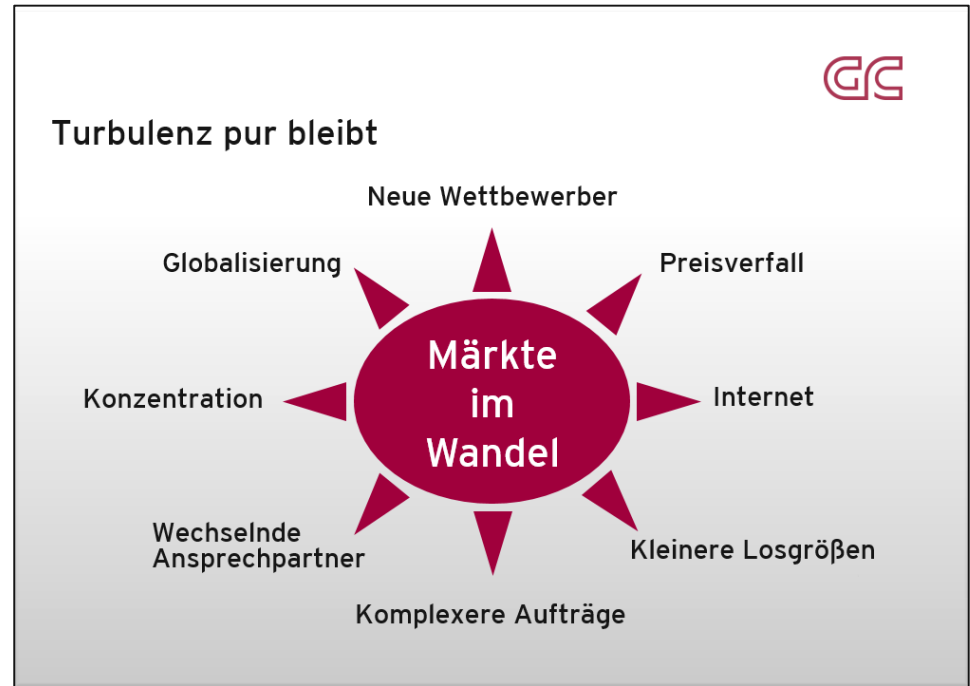 GC
Turbulenz pur bleibt
Neue Wettbewerber
Globalisierung
Preisverfall
Märkte
im
Wandel
Konzentration
Internet
Wechselnde
Ansprechpartner
Kleinere Losgrößen
Komplexere Aufträge